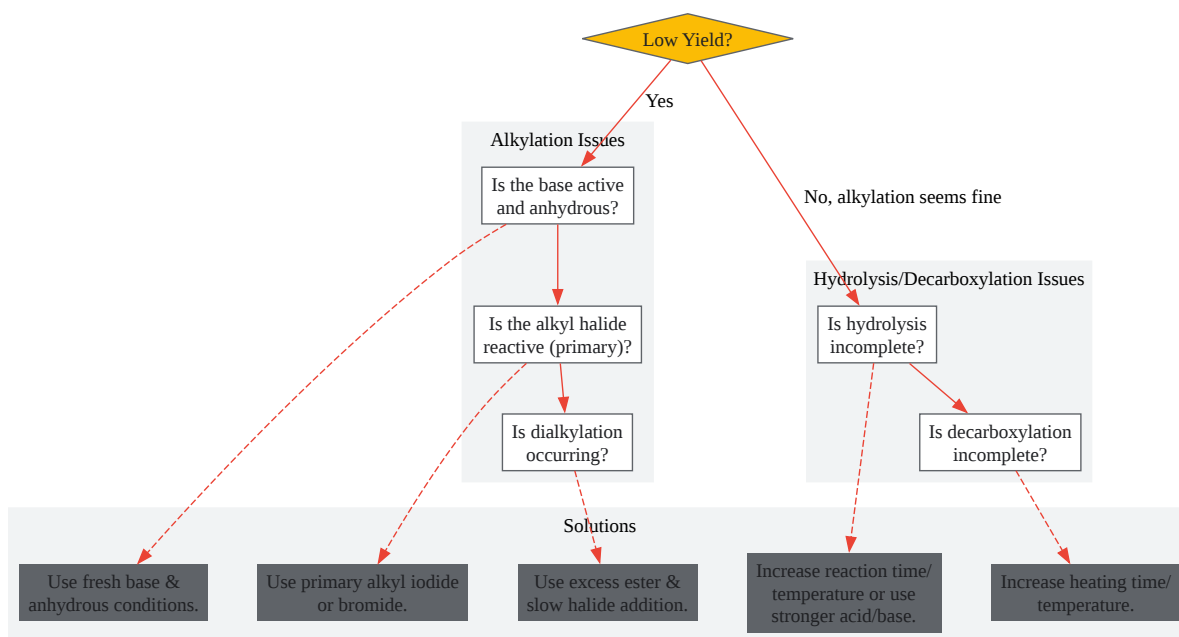 Low Yield?
Yes
No, alkylation seems fine
Alkylation Issues
Is the base active
and anhydrous?
Is the alkyl halide
reactive (primary)?
Is dialkylation
occurring?
Hydrolysis/Decarboxylation Issues
Is hydrolysis
incomplete?
Is decarboxylation
incomplete?
Solutions
Use fresh base &
anhydrous conditions.
Use primary alkyl iodide
or bromide.
Use excess ester &
slow halide addition.
Increase reaction time/
temperature or use
stronger acid/base.
Increase heating time/
temperature.